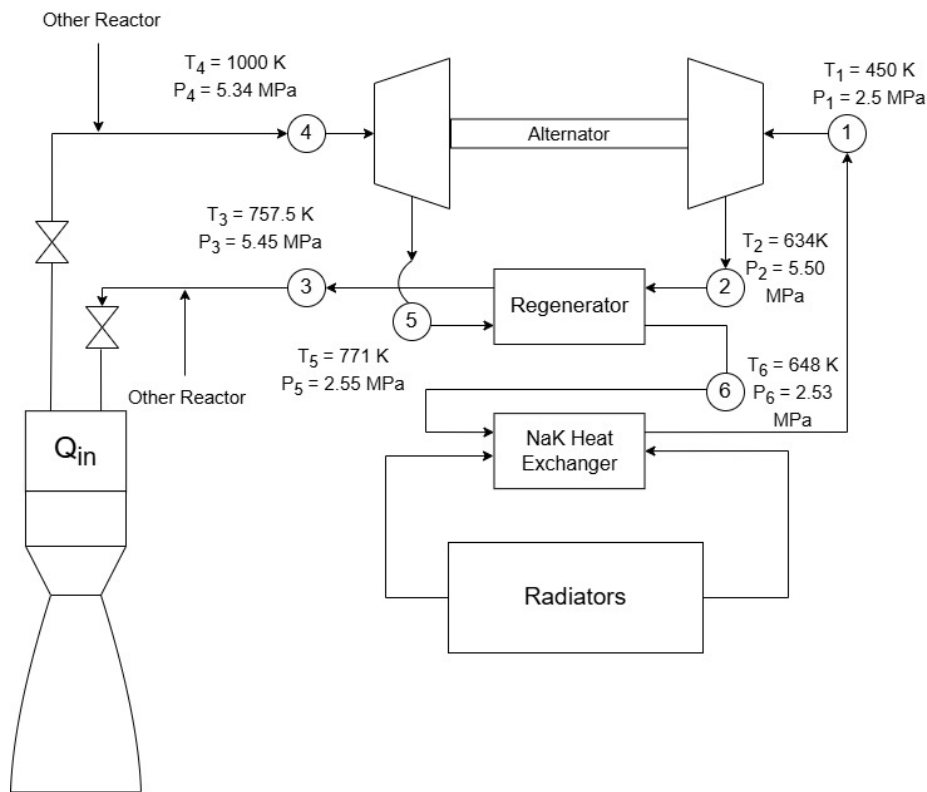 Other Reactor
T4 = 1000 K
P4 = 5.34 MPa
T1 = 450 K
P1 = 2.5 MPa
4
Alternator
1
T3 = 757.5 K
P3 = 5.45 MPa
T2 = 634K
P2 = 5.50
MPa
3
Regenerator
2
5
T5 = 771 K
P5 = 2.55 MPa
Other Reactor
T6 = 648 K
P6 = 2.53
MPa
6
Qin
NaK Heat
Exchanger
Radiators